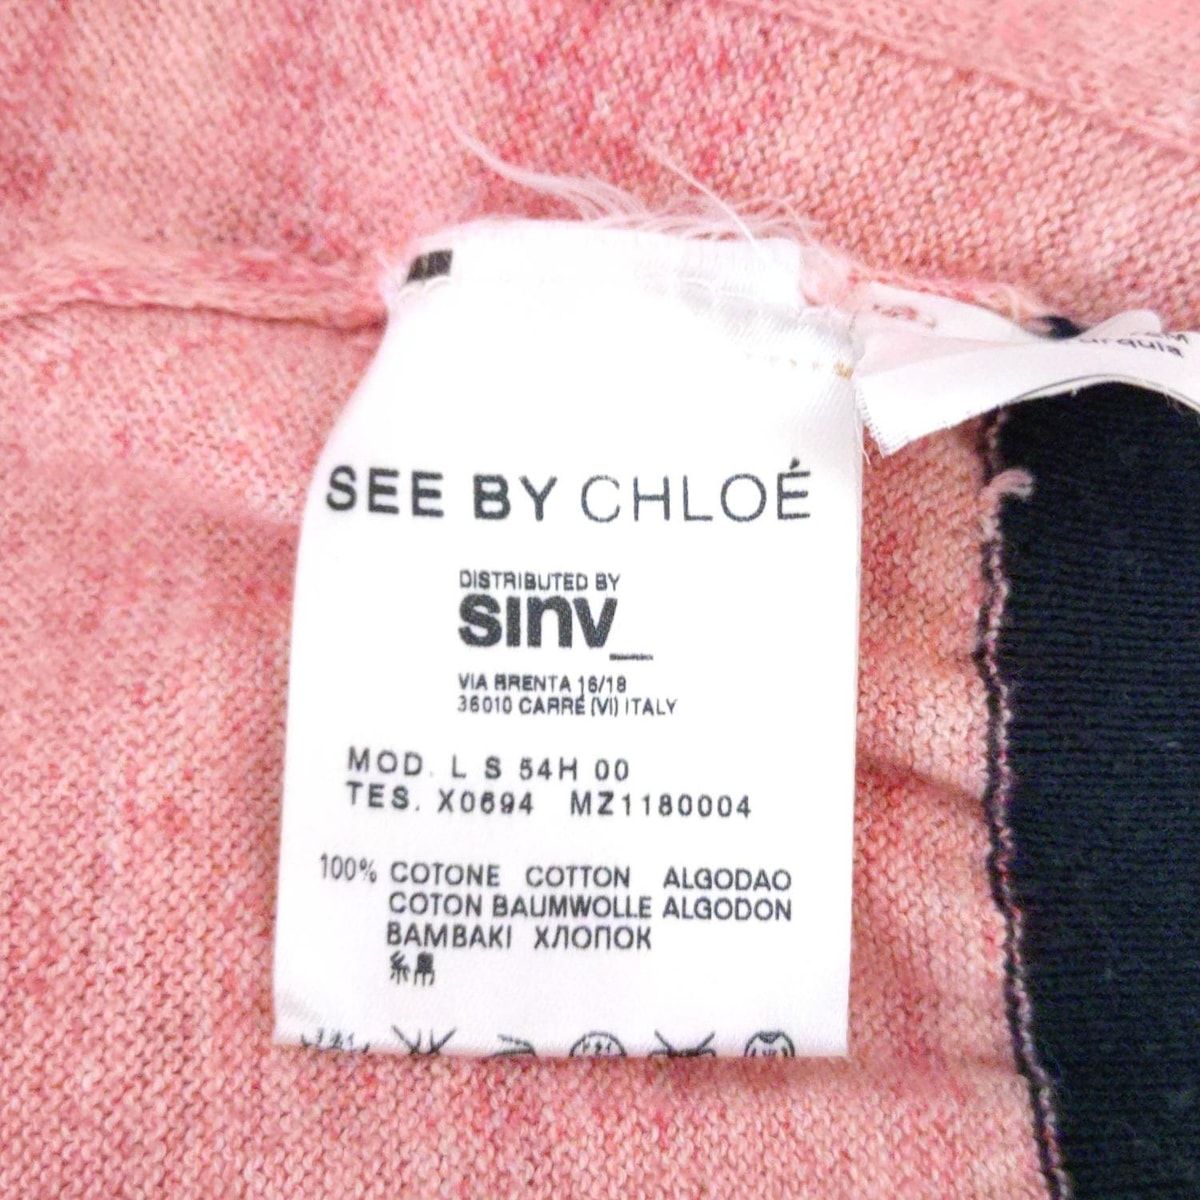 SEE BY CHLOÉ
DISTRIBUTED BY
sinv_
VIA BRENTA 16/18
36010 CARRÉ (VI) ITALY
MOD. L S 54H 00
TES. X0694 MZ1180004
100% COTONE COTTON ALGODAO
COTON BAUMWOLLE ALGODON
BAMBAKI ХЛОПОК